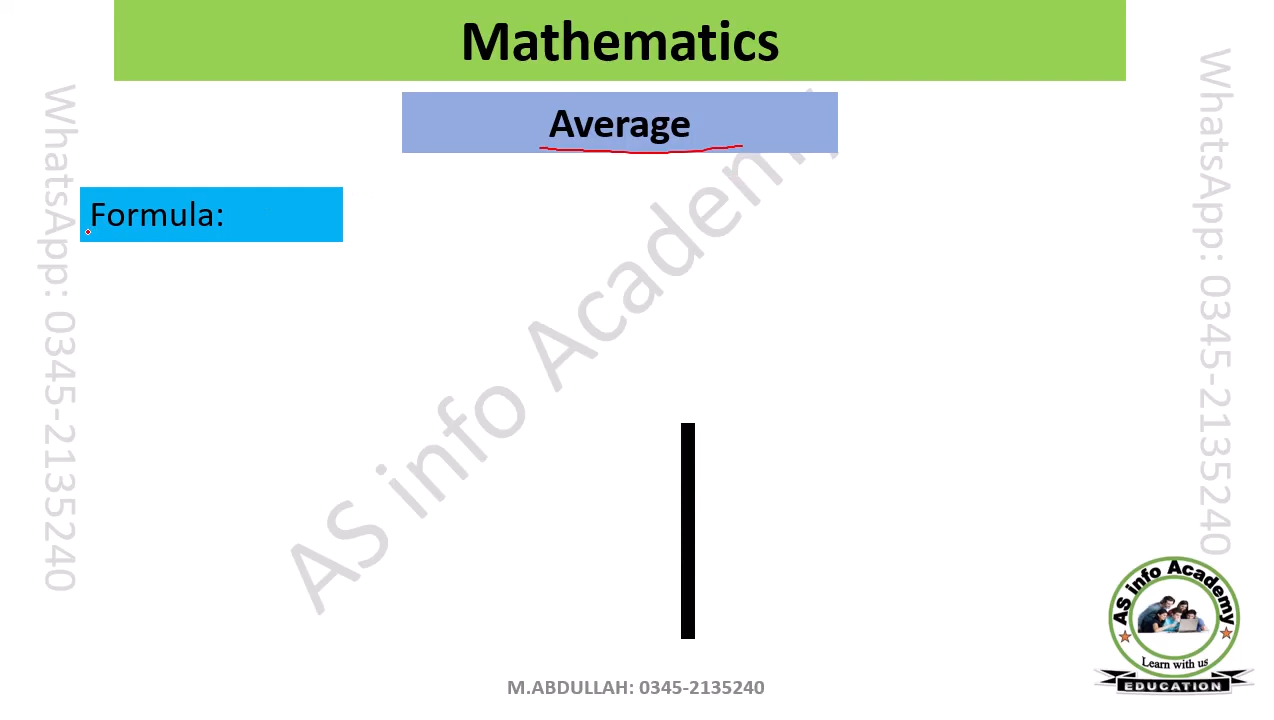 Mathematics
Average
Formula:
WhatsApp: 0345-2135240
WhatsApp: 0345-2135240
AS info Academy
AS info Academy
Learn with us
EDUCATION
M.ABDULLAH: 0345-2135240